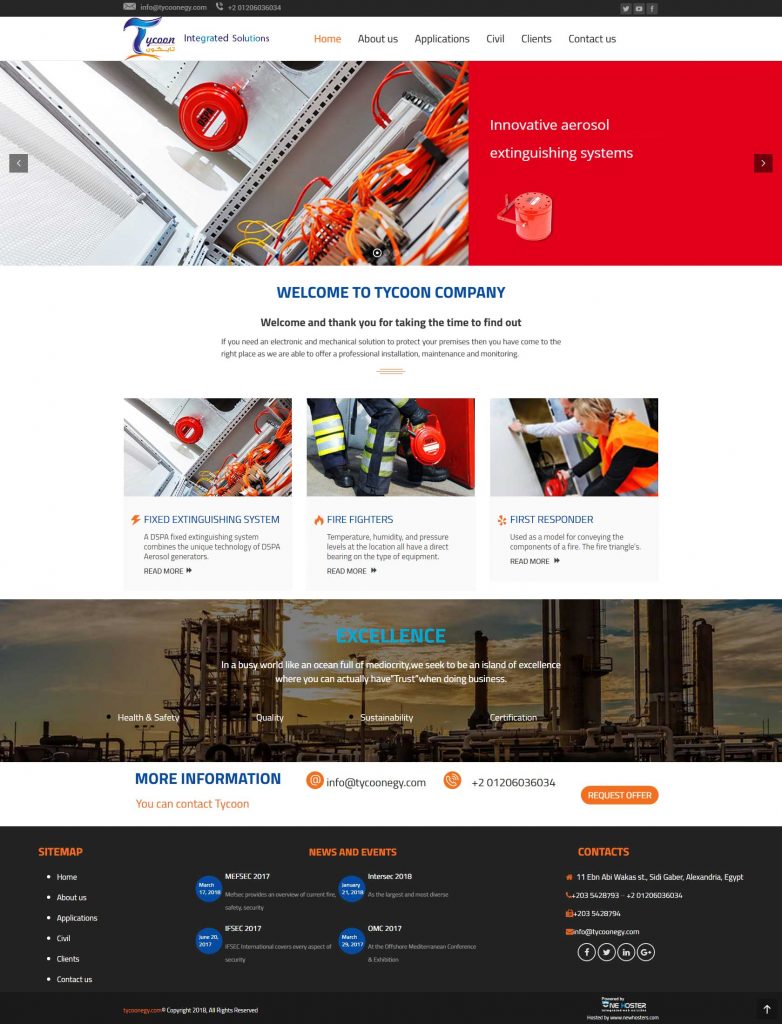 info@tycoonegy.com +2 01206036034
Tycoon
تايكون
Integrated Solutions
Home About us Applications Civil Clients Contact us
DSPA
Innovative aerosol
extinguishing systems
WELCOME TO TYCOON COMPANY
Welcome and thank you for taking the time to find out
If you need an electronic and mechanical solution to protect your premises then you have come to the
right place as we are able to offer a professional installation, maintenance and monitoring.
FIXED EXTINGUISHING SYSTEM
A DSPA fixed extinguishing system
combines the unique technology of DSPA
Aerosol generators.
READ MORE
FIRE FIGHTERS
Temperature, humidity, and pressure
levels at the location all have a direct
bearing on the type of equipment.
READ MORE
FIRST RESPONDER
Used as a model for conveying the
components of a fire. The fire triangle's.
READ MORE
EXCELLENCE
In a busy world like an ocean full of mediocrity,we seek to be an island of excellence
where you can actually have"Trust"when doing business.
Health & Safety Quality Sustainability Certification
MORE INFORMATION
You can contact Tycoon
info@tycoonegy.com
+2 01206036034
REQUEST OFFER
SITEMAP
Home
About us
Applications
Civil
Clients
Contact us
NEWS AND EVENTS
March
17, 2018
MEFSEC 2017
Mefsec provides an overview of current fire,
safety, security
January
21, 2018
Intersec 2018
As the largest and most diverse
June 20,
2017
IFSEC 2017
IFSEC International covers every aspect of
security
March
29, 2017
OMC 2017
At the Offshore Mediterranean Conference
& Exhibition
CONTACTS
11 Ebn Abi Wakas st., Sidi Gaber, Alexandria, Egypt
+203 5428793 – +2 01206036034
+203 5428794
info@tycoonegy.com
tycoonegy.com© Copyright 2018, All Rights Reserved
Powered by
ONE HOSTER
integrated web services
Hosted by www.newhosters.com